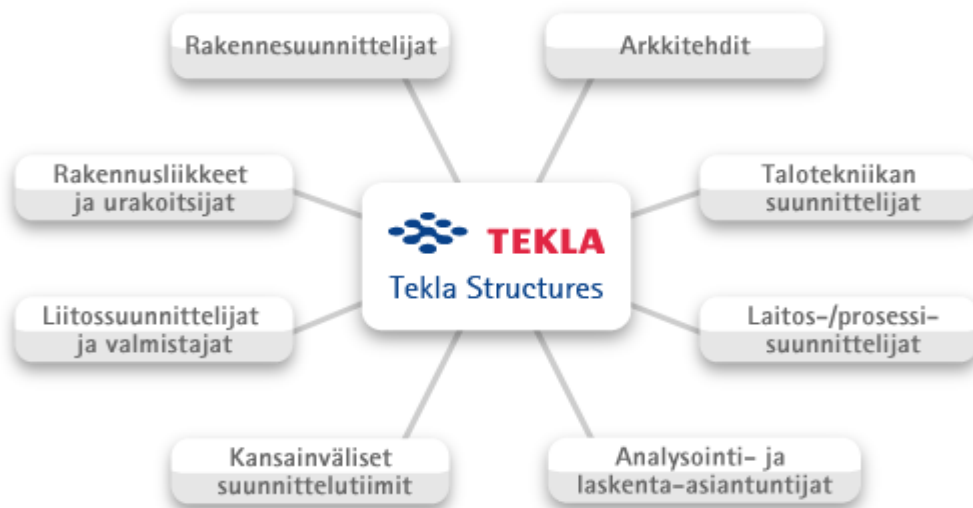 Rakennesuunnittelijat
Arkkitehdit
Rakennusliikkeet
ja urakoitsijat
Talotekniikan
suunnittelijat
TEKLA
Tekla Structures
Liitossuunnittelijat
ja valmistajat
Laitos-/prosessi-
suunnittelijat
Kansainväliset
suunnittelutiimit
Analysointi- ja
laskenta-asiantuntijat